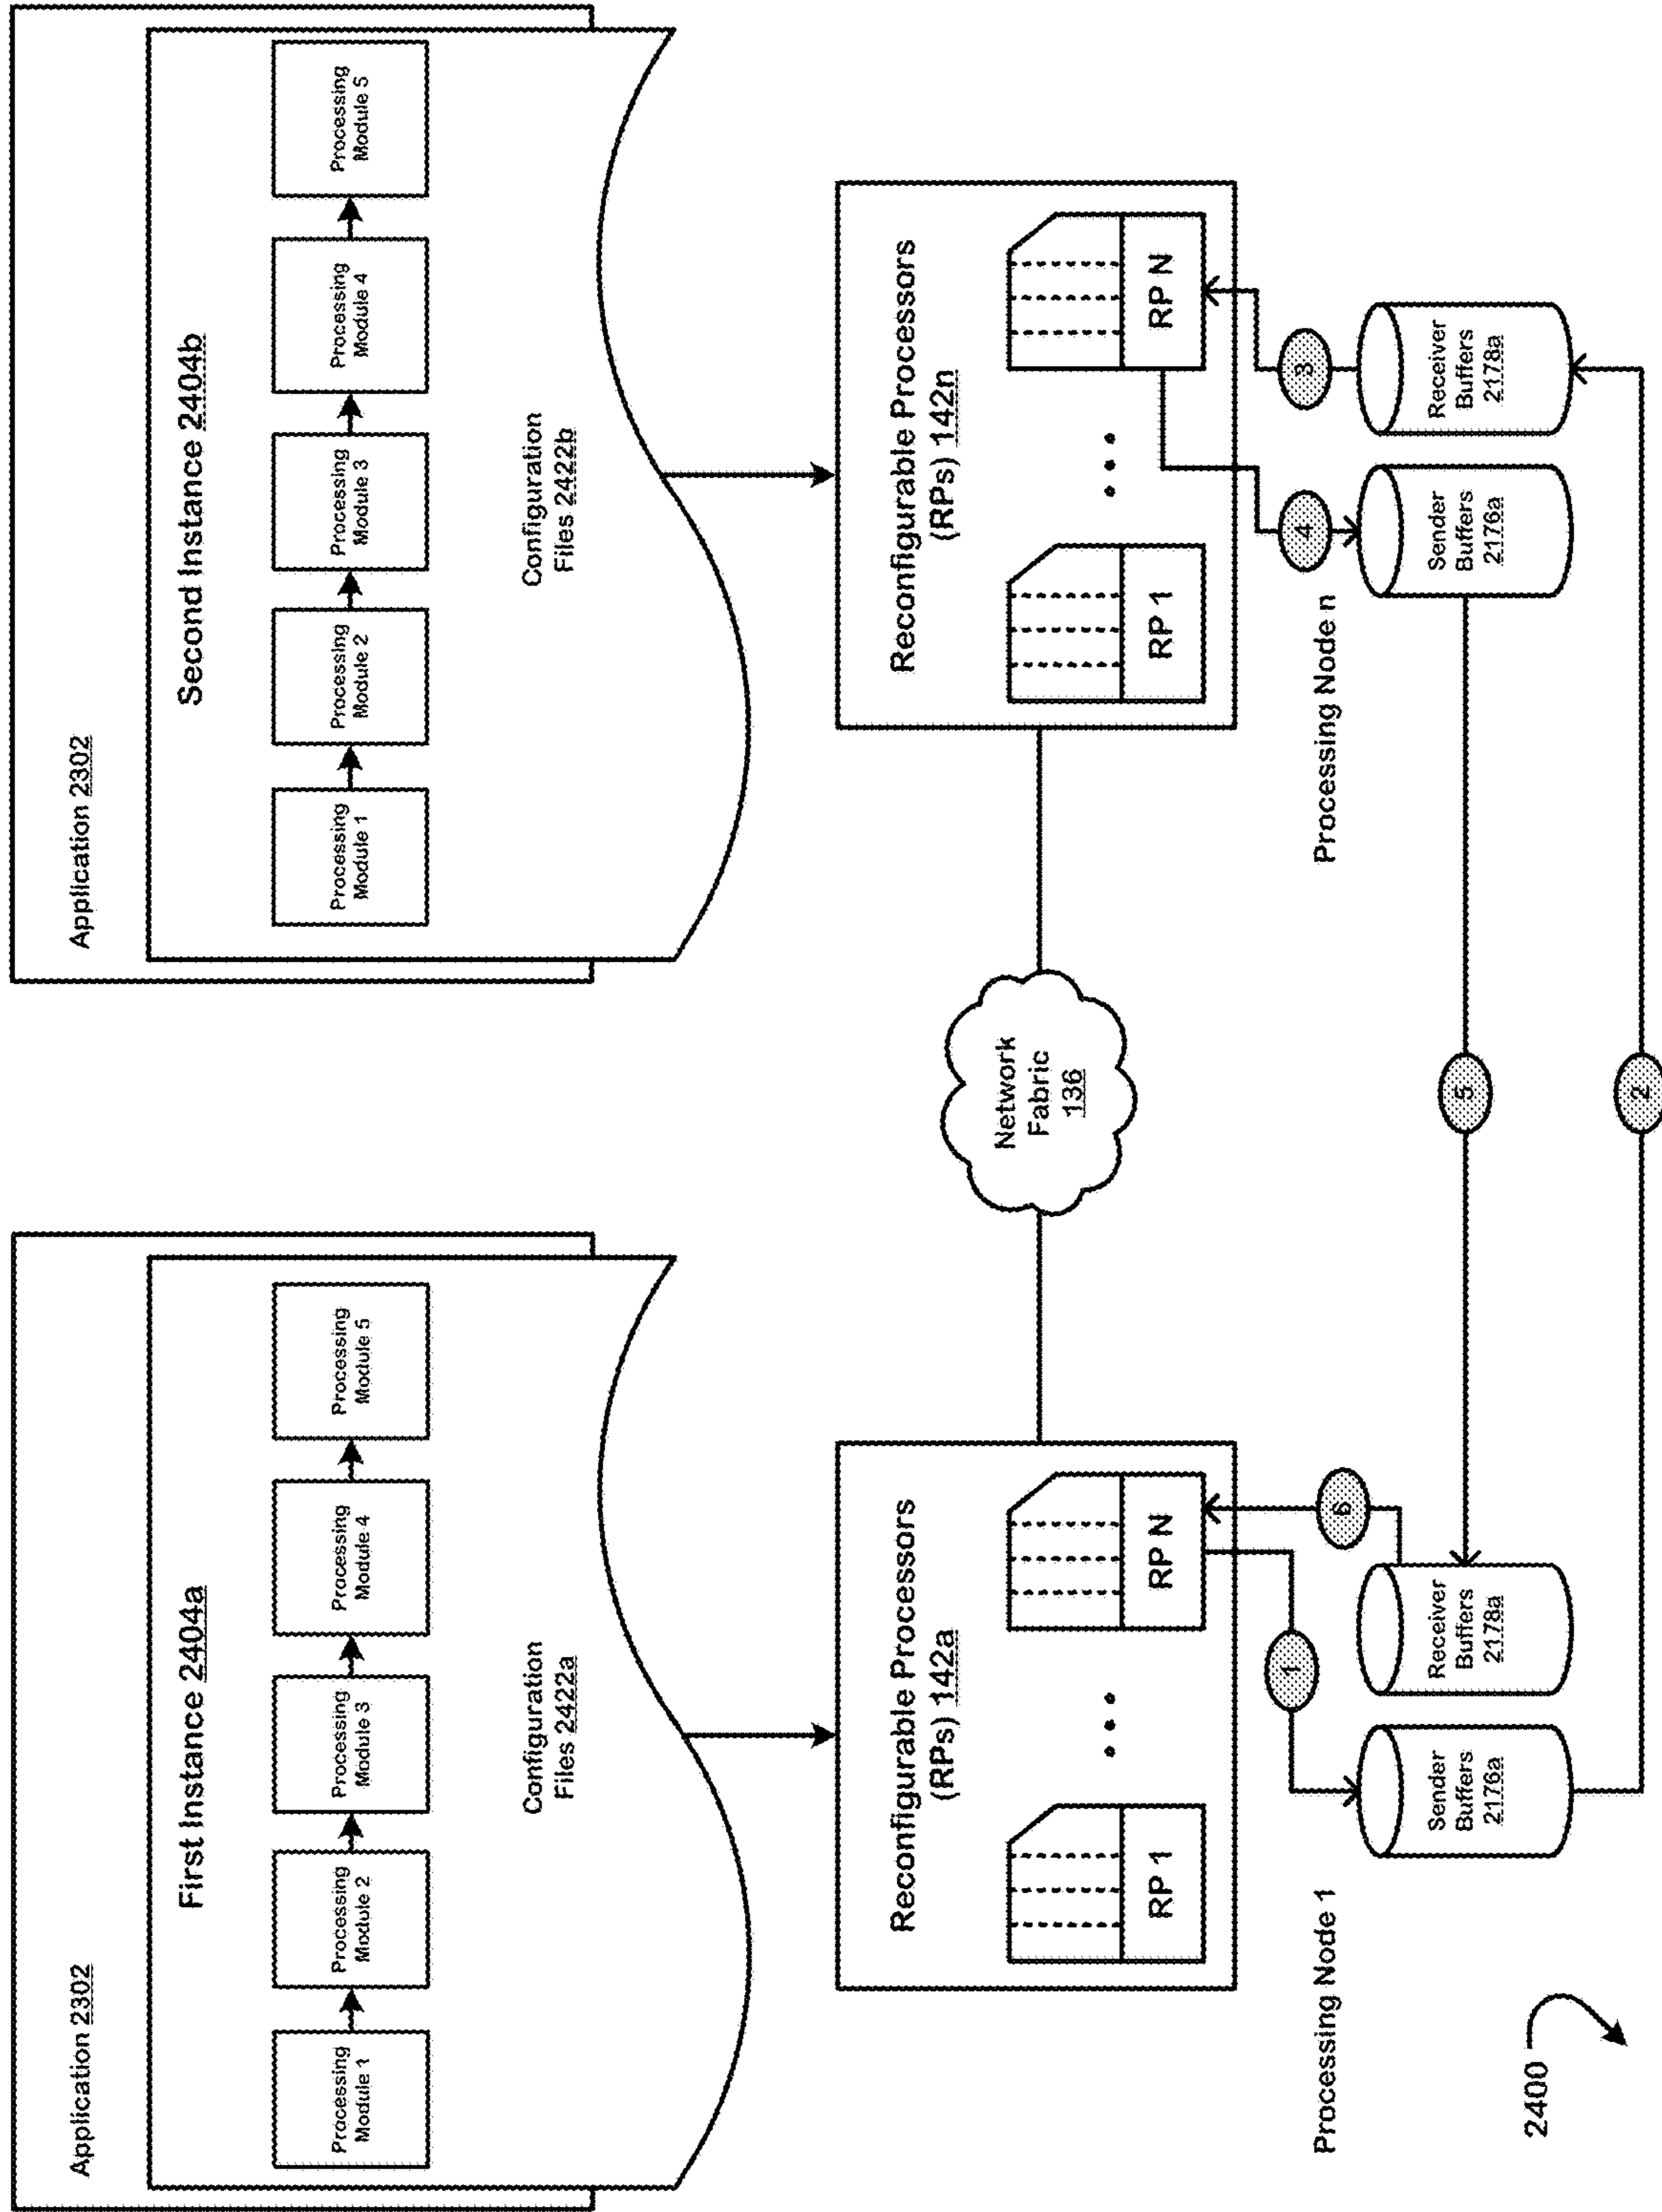 Application 2302
First Instance 2404a
Processing
Module 1
Processing
Module 2
Processing
Module 3
Processing
Module 4
Processing
Module 5
Configuration
Files 2422a
Application 2302
Second Instance 2404b
Processing
Module 1
Processing
Module 2
Processing
Module 3
Processing
Module 4
Processing
Module 5
Configuration
Files 2422b
Reconfigurable Processors
(RPs) 142a
RP 1
RP N
Network
Fabric
136
Reconfigurable Processors
(RPs) 142n
RP 1
RP N
Processing Node 1
1
6
Sender
Buffers
2176a
Receiver
Buffers
2178a
Processing Node n
4
3
Sender
Buffers
2176a
Receiver
Buffers
2178a
5
2
2400